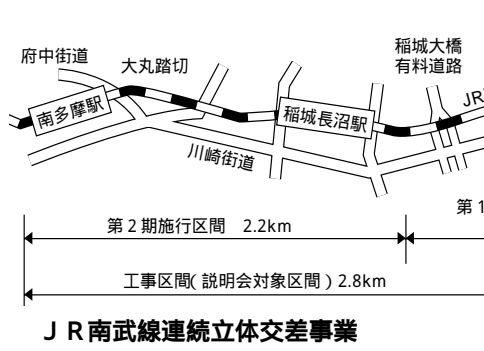 府中街道
大丸踏切
稲城大橋
有料道路
南多摩駅
稲城長沼駅
JR
川崎街道
第1
第2期施行区間 2.2km
工事区間(説明会対象区間)2.8km
JR南武線連続立体交差事業